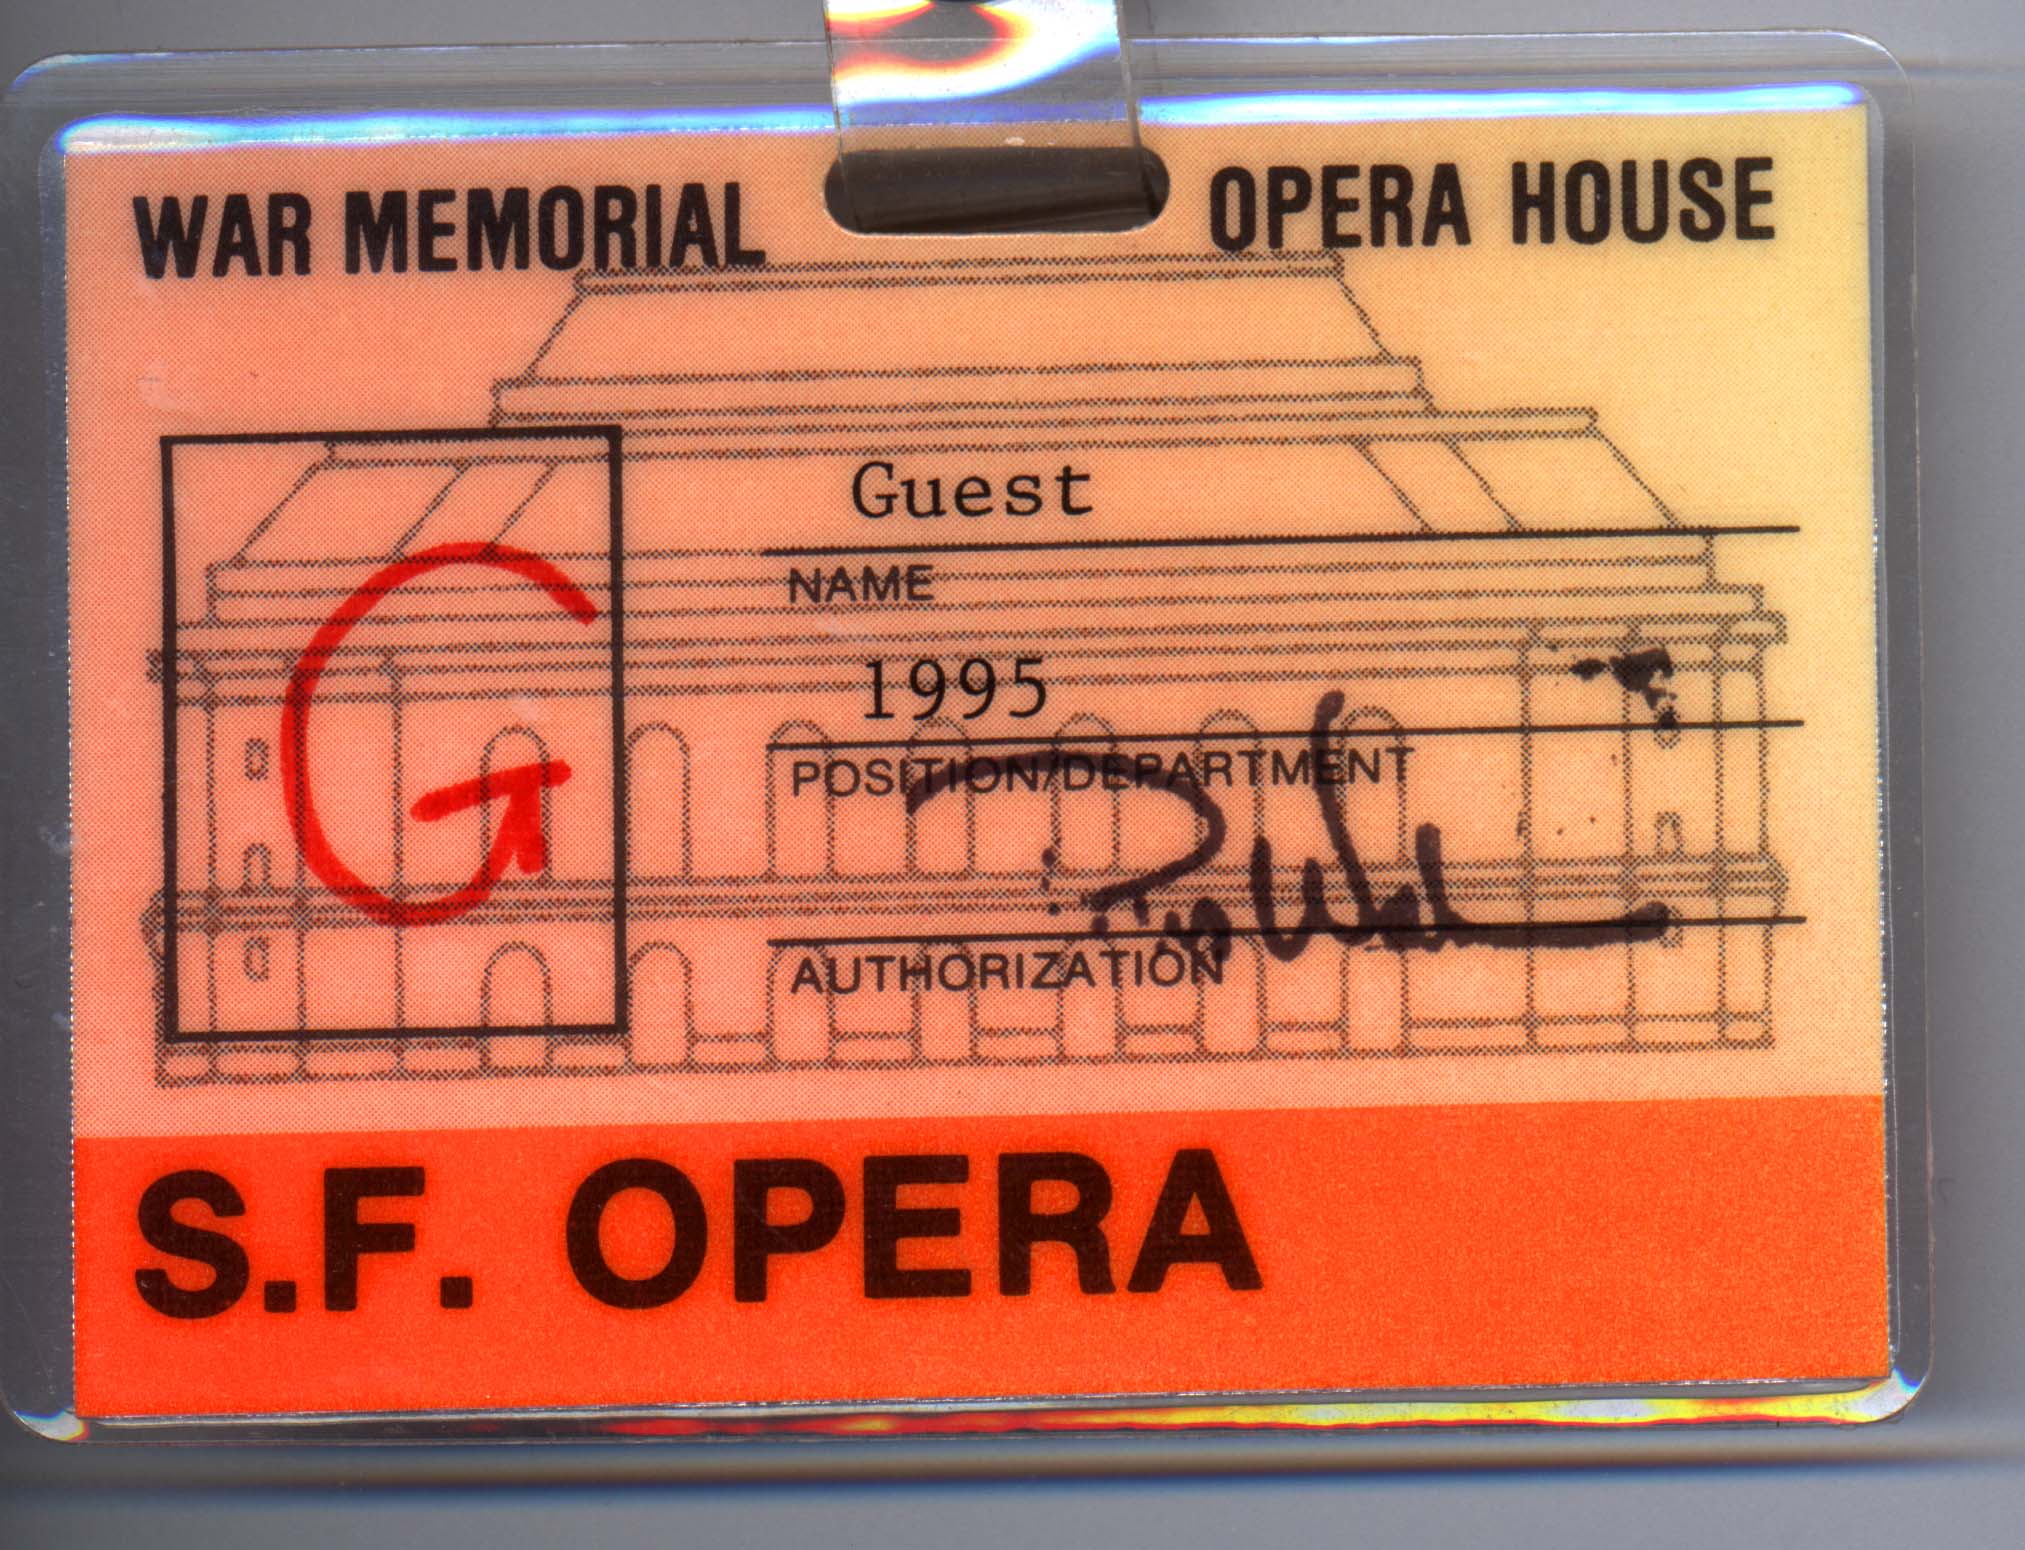 WAR MEMORIAL OPERA HOUSE
Guest
NAME
G
1995
POSITION/DEPARTMENT
AUTHORIZATION
S.F. OPERA